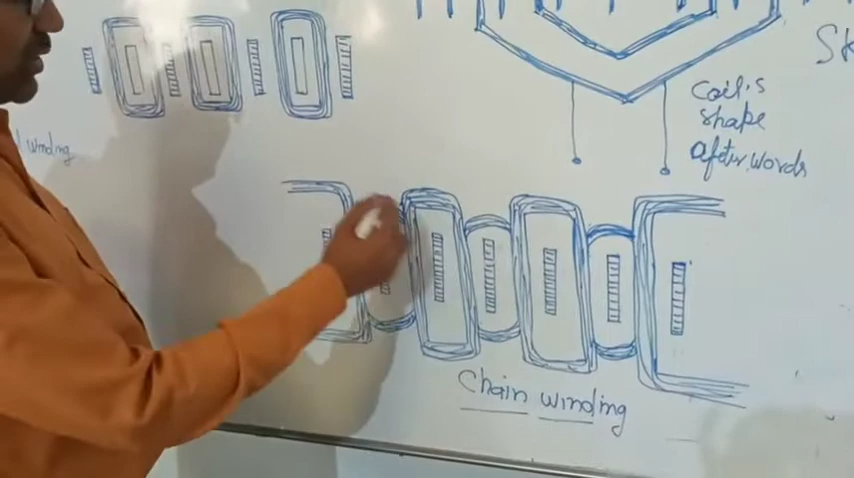 winding
Coil's
shape
after words
Chain winding